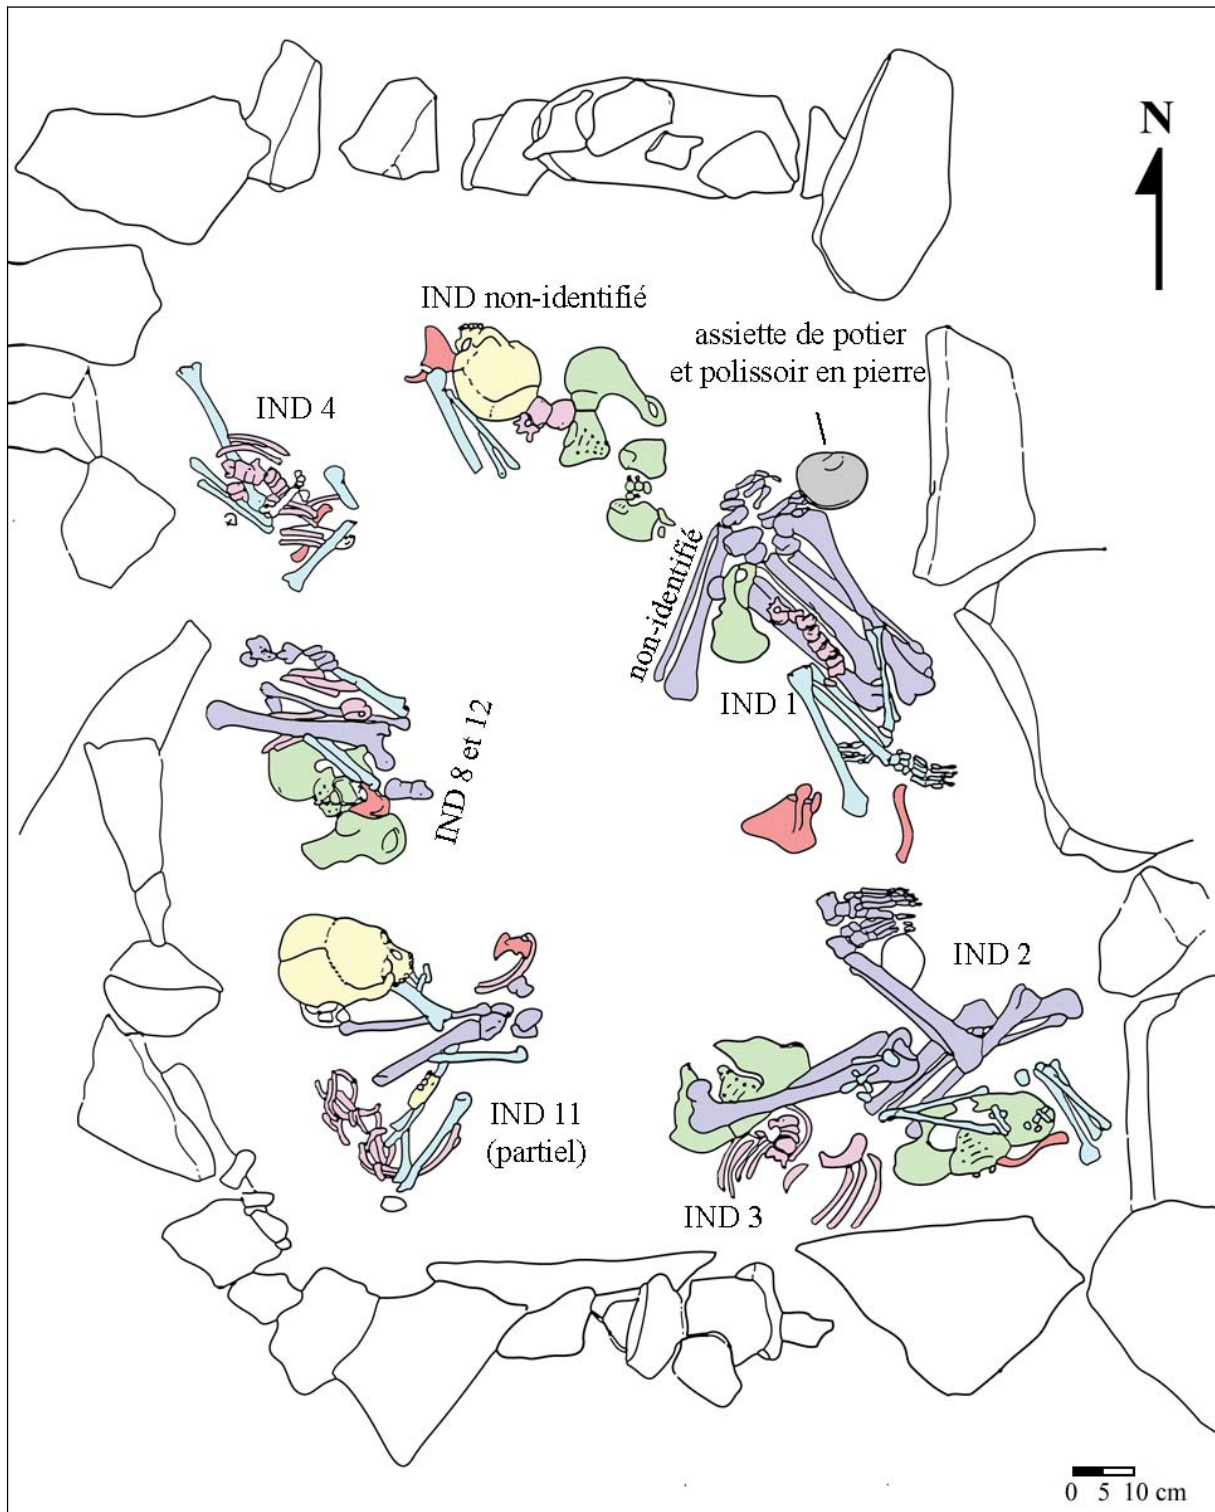 N
IND non-identifié
assiette de potier
et polissoir en pierre
IND 4
non-identifié
IND 1
IND 8 et 12
IND 2
IND 11
(partiel)
IND 3
0 5 10 cm